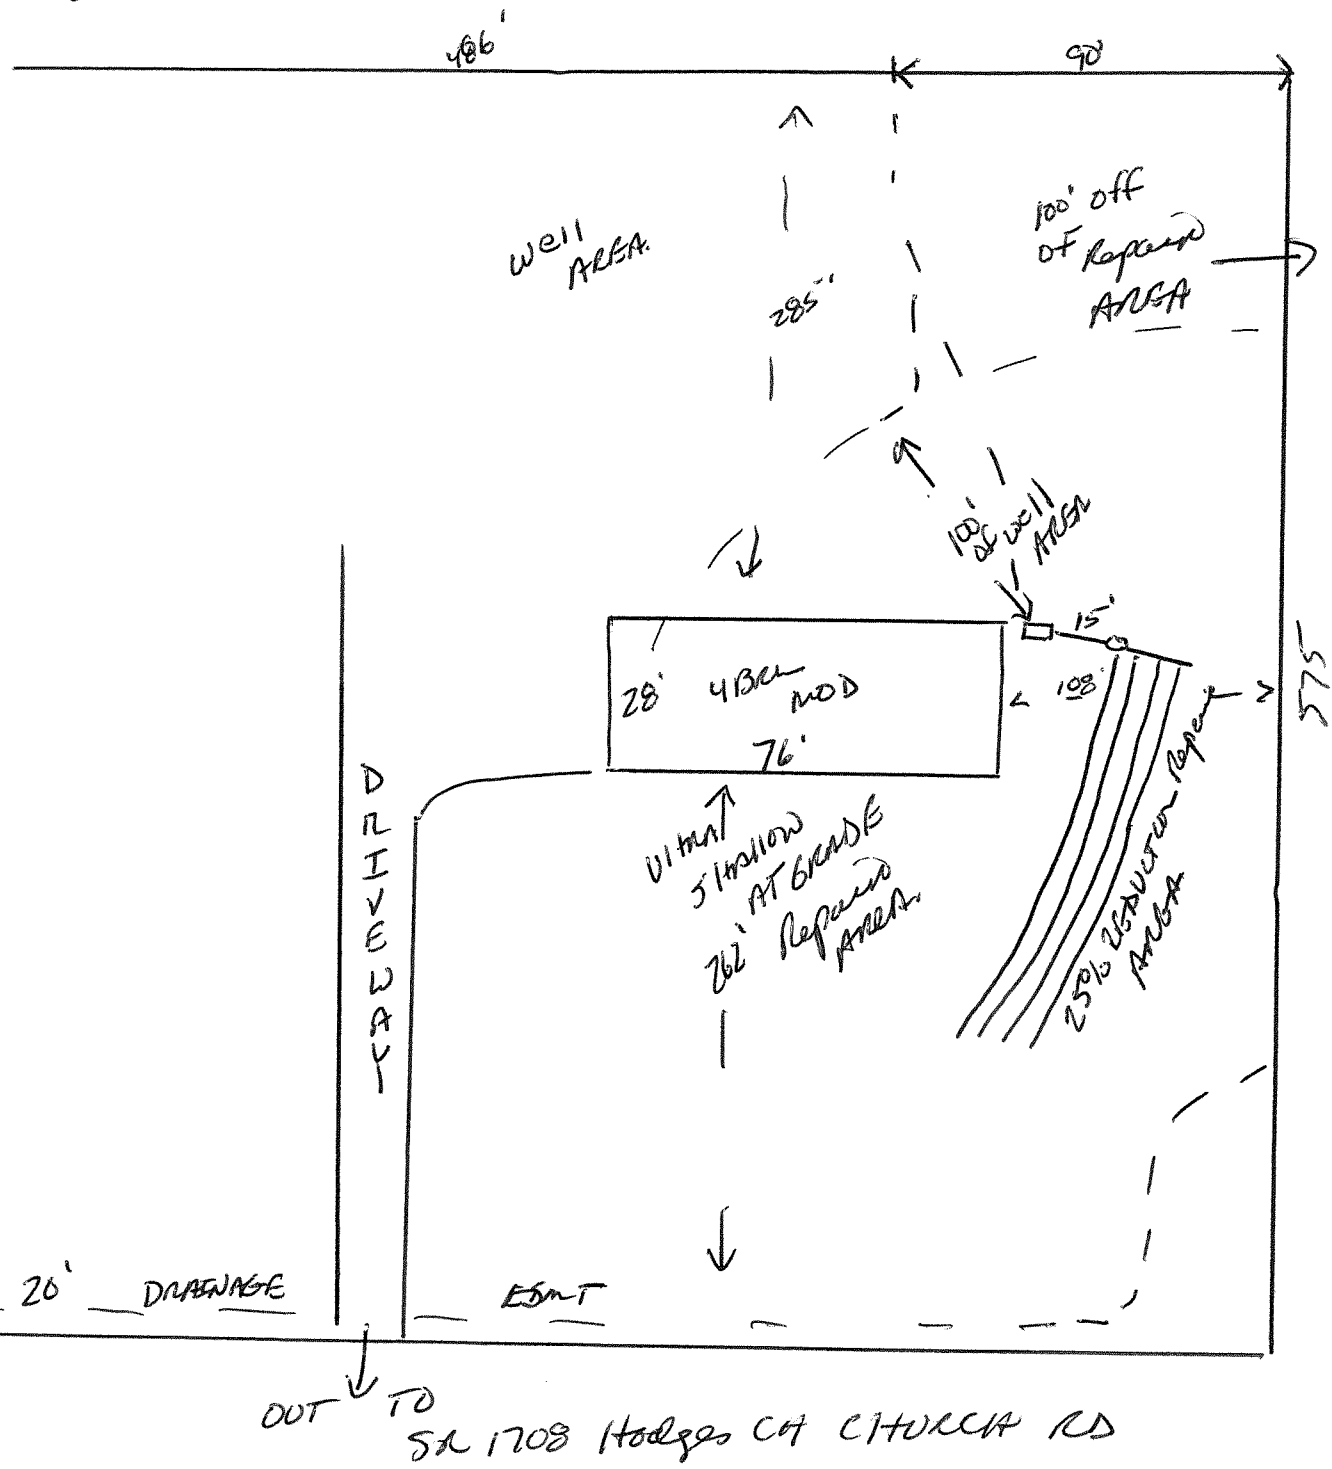 486'
90'
well
AREA.
285'
100' off
of Repair
AREA
100'
of well
AREA
15'
28'
4BRM
MOD
76'
108'
575
DRIVEWAY
Ultra
Shallow
AT GRADE
Repair
AREA.
262'
25% REDUCTION Repair
AREA
20' DRAINAGE ESMT
OUT TO
SR 1708 Hodges CH CHURCH RD